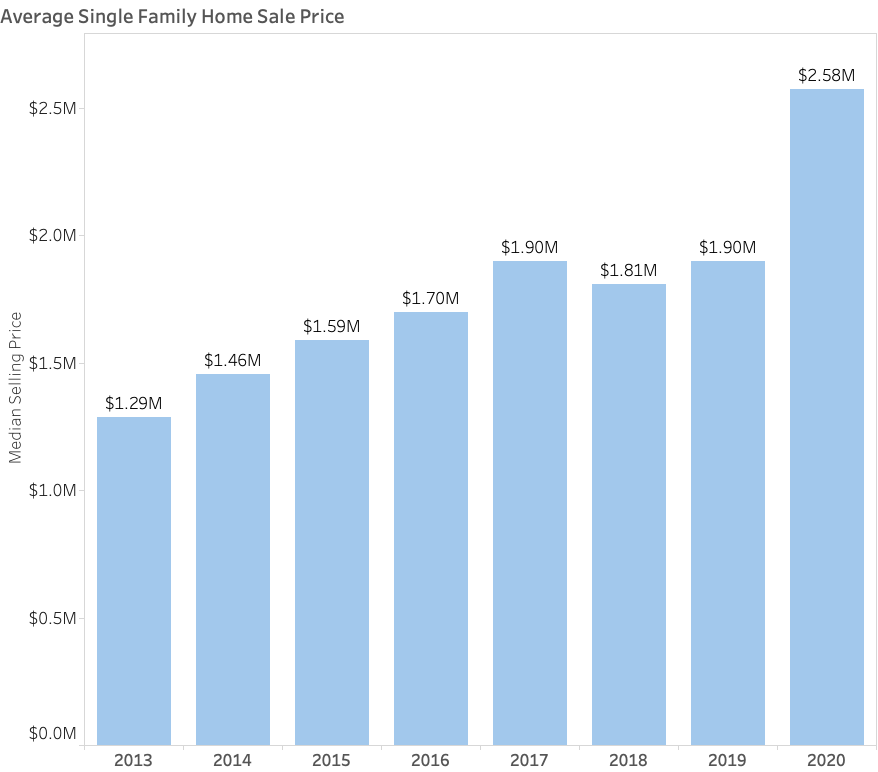 Average Single Family Home Sale Price
$2.58M
$2.5M
$2.0M
$1.90M
$1.81M
$1.90M
$1.70M
$1.59M
$1.5M
$1.46M
$1.29M
Median Selling Price
$1.0M
$0.5M
$0.0M
2013 2014 2015 2016 2017 2018 2019 2020